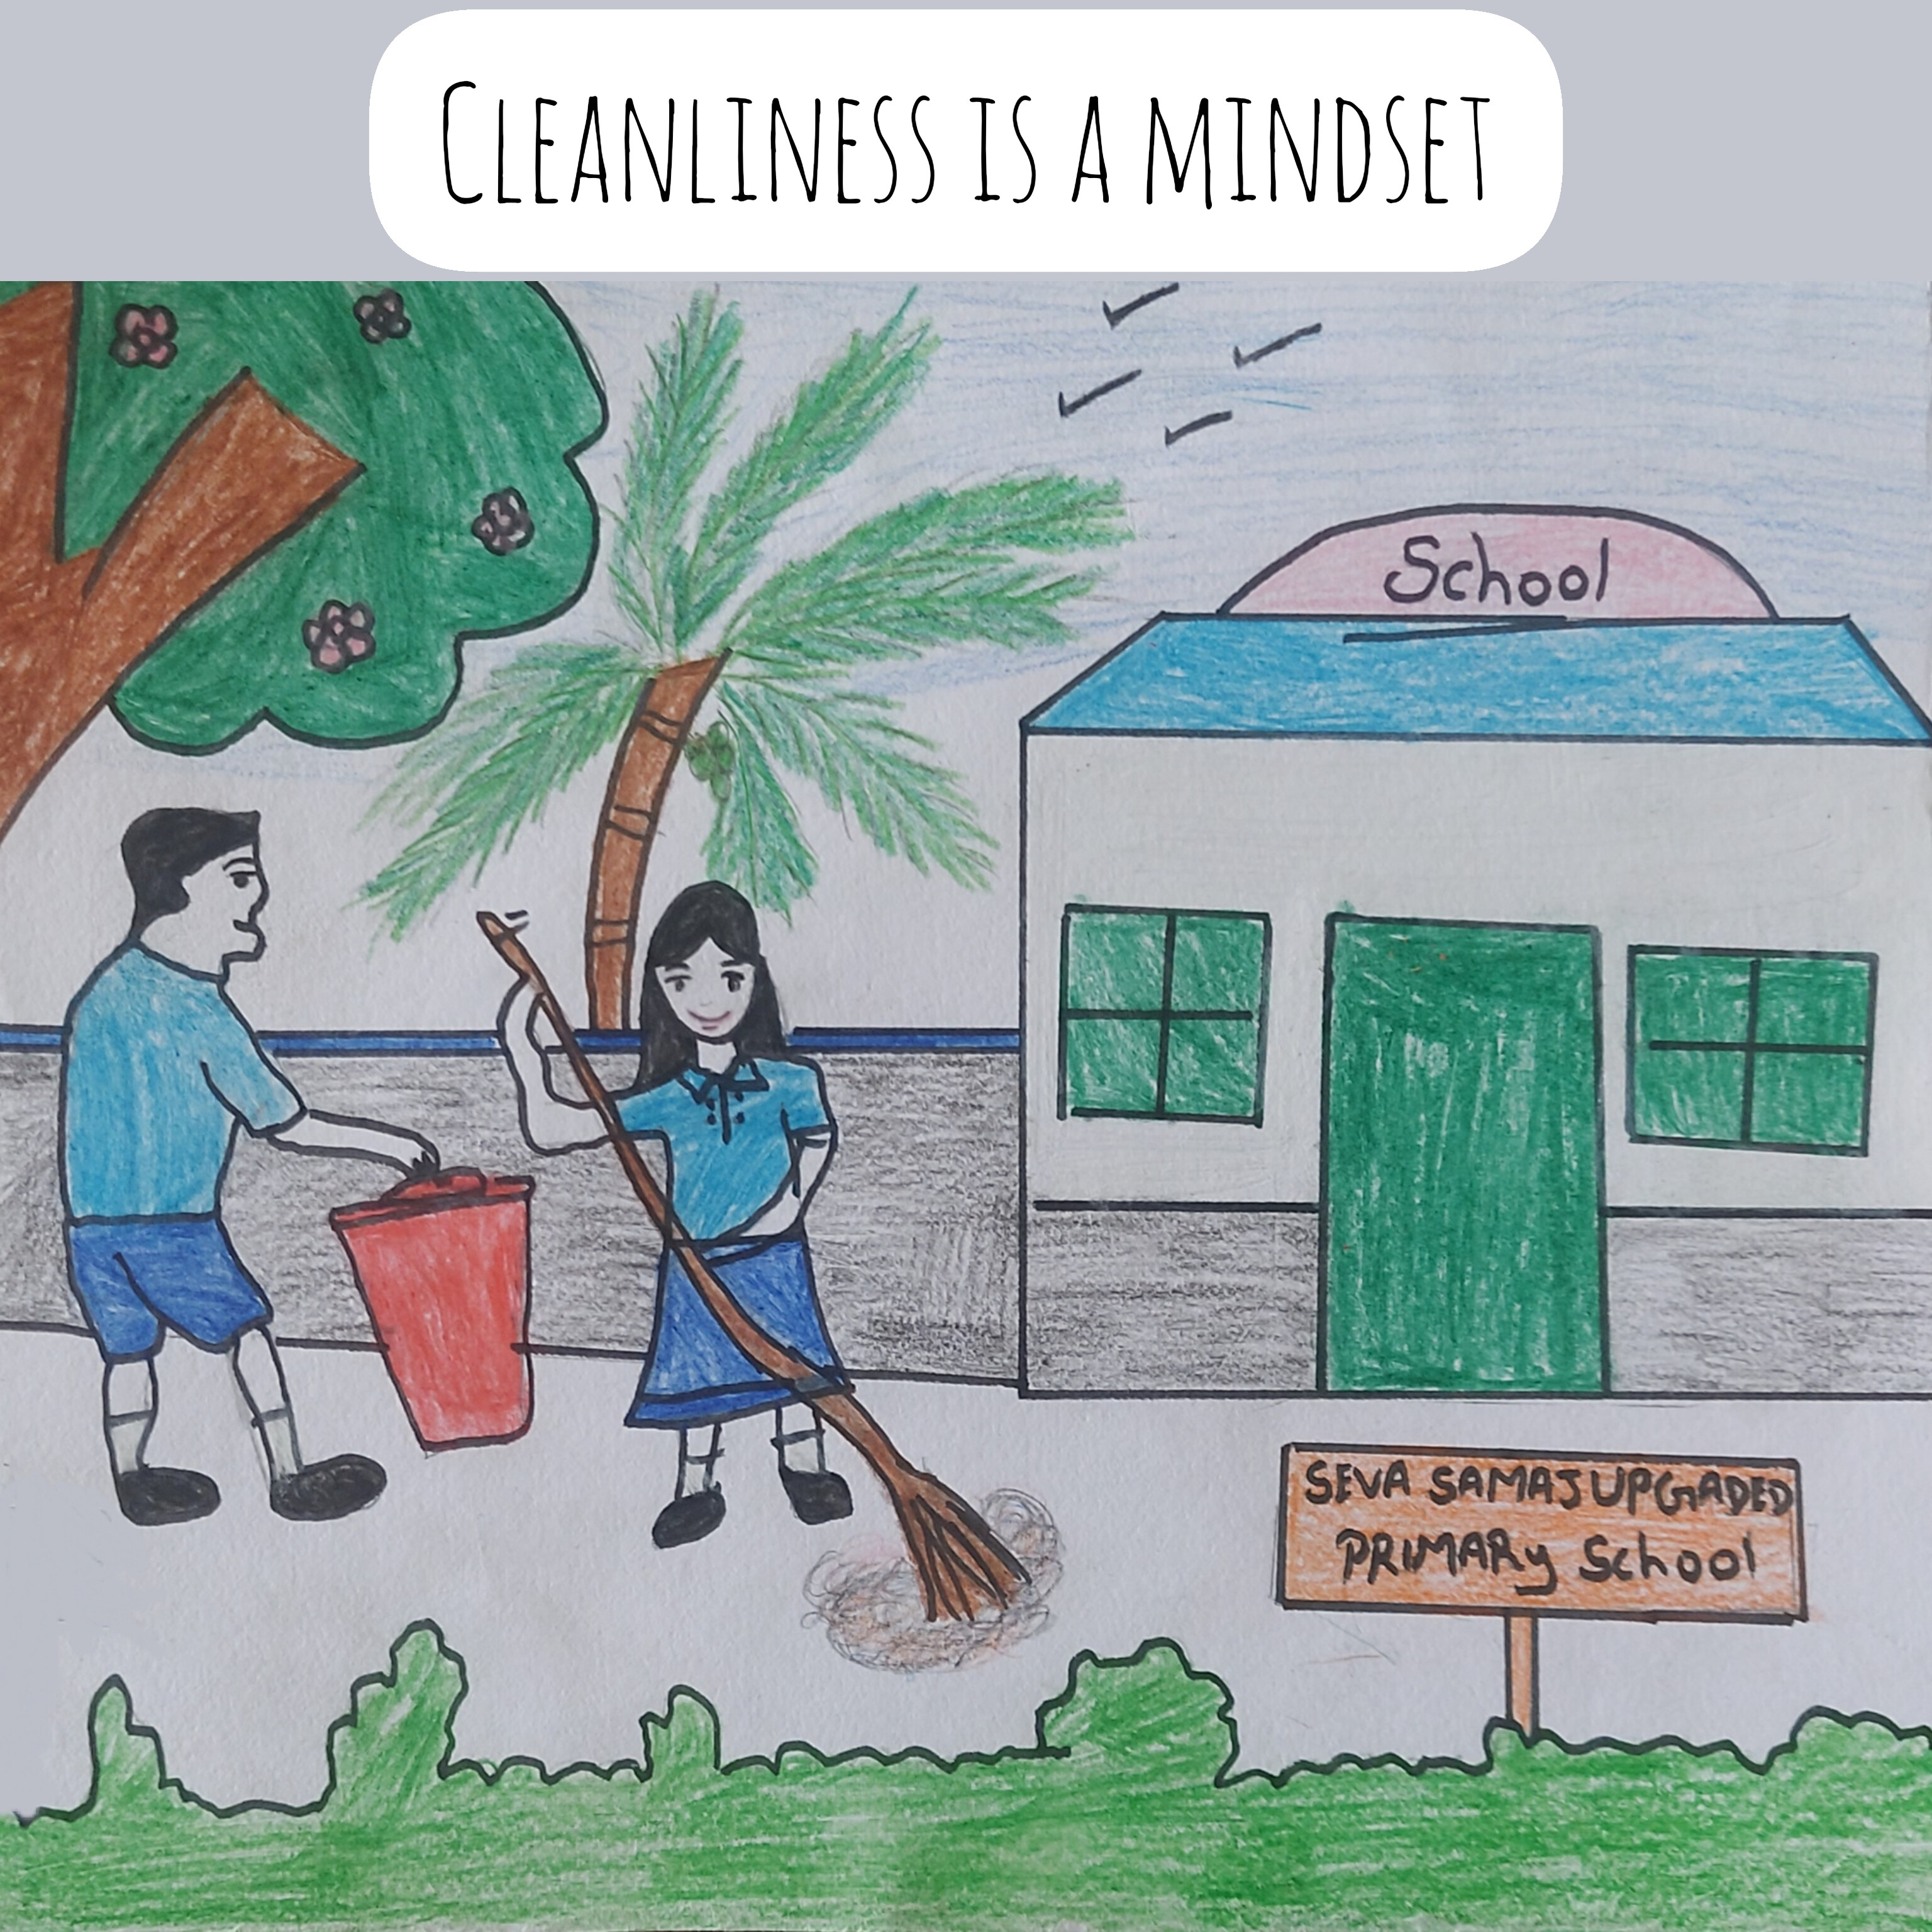 CLEANLINESS IS A MINDSET
School
SEVA SAMAJ UPGADED
PRIMARY School